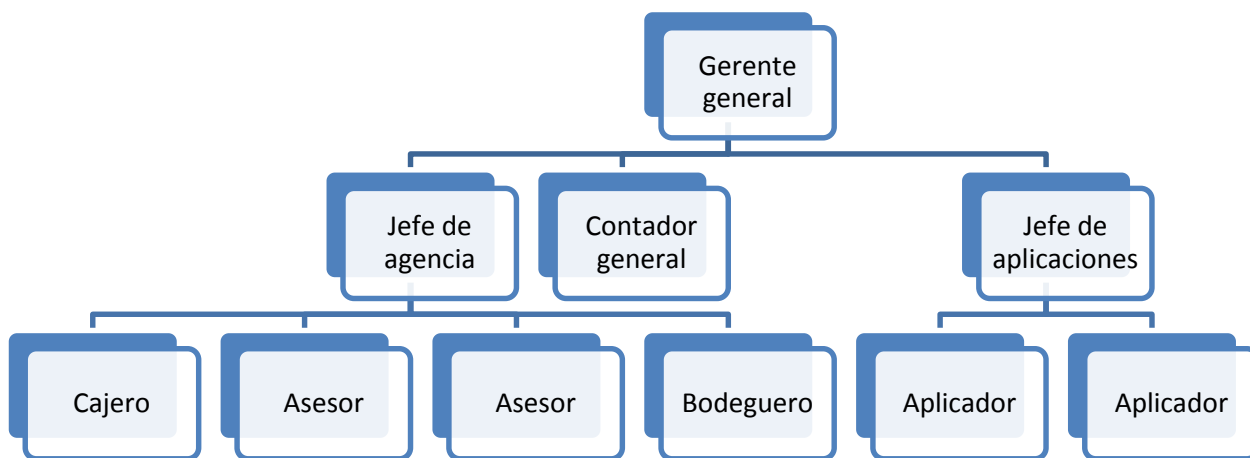 Gerente
general
Jefe de
agencia
Contador
general
Jefe de
aplicaciones
Cajero
Asesor
Asesor
Bodeguero
Aplicador
Aplicador